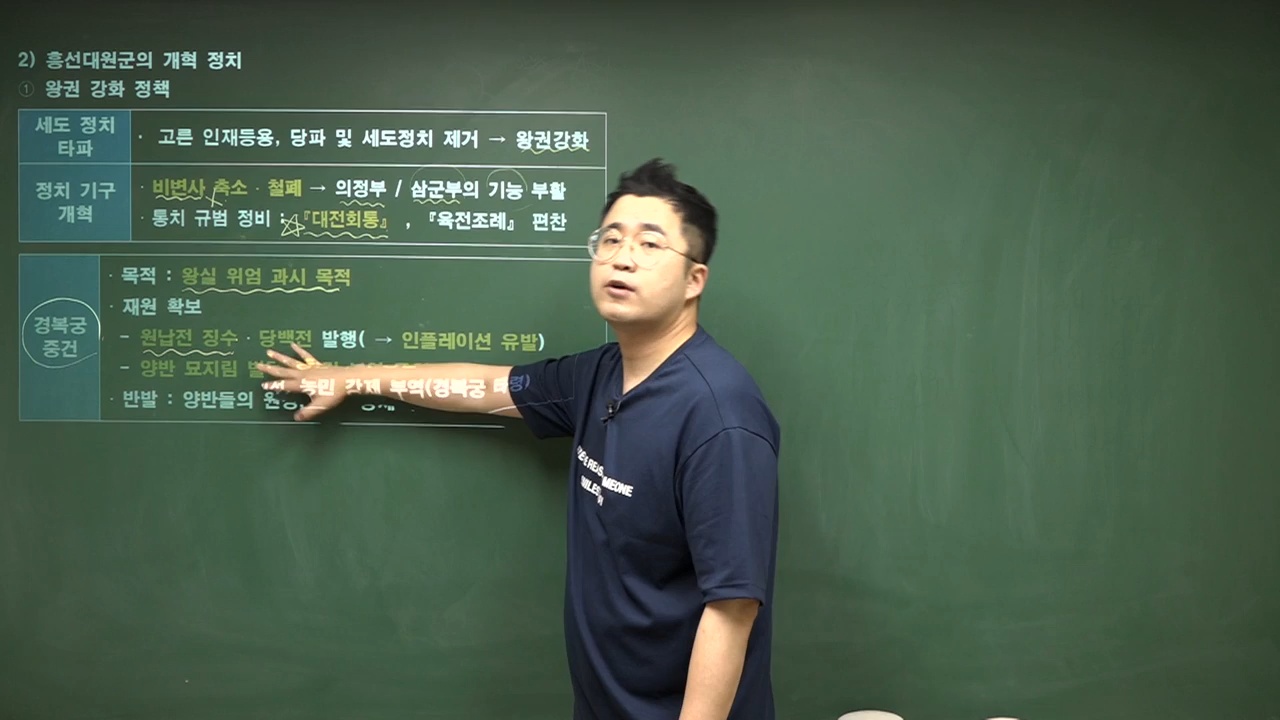 2) 흥선대원군의 개혁 정치
① 왕권 강화 정책
세도 정치
타파
· 고른 인재등용, 당파 및 세도정치 제거 → 왕권강화
정치 기구
개혁
· 비변사 축소 · 철폐 → 의정부 / 삼군부의 기능 부활
· 통치 규범 정비 : ☆『대전회통』, 『육전조례』 편찬
경복궁
중건
· 목적 : 왕실 위엄 과시 목적
· 재원 확보
- 원납전 징수 · 당백전 발행( → 인플레이션 유발)
- 양반 묘지림
농민 강제 부역(경복궁 타령)
· 반발 : 양반들의